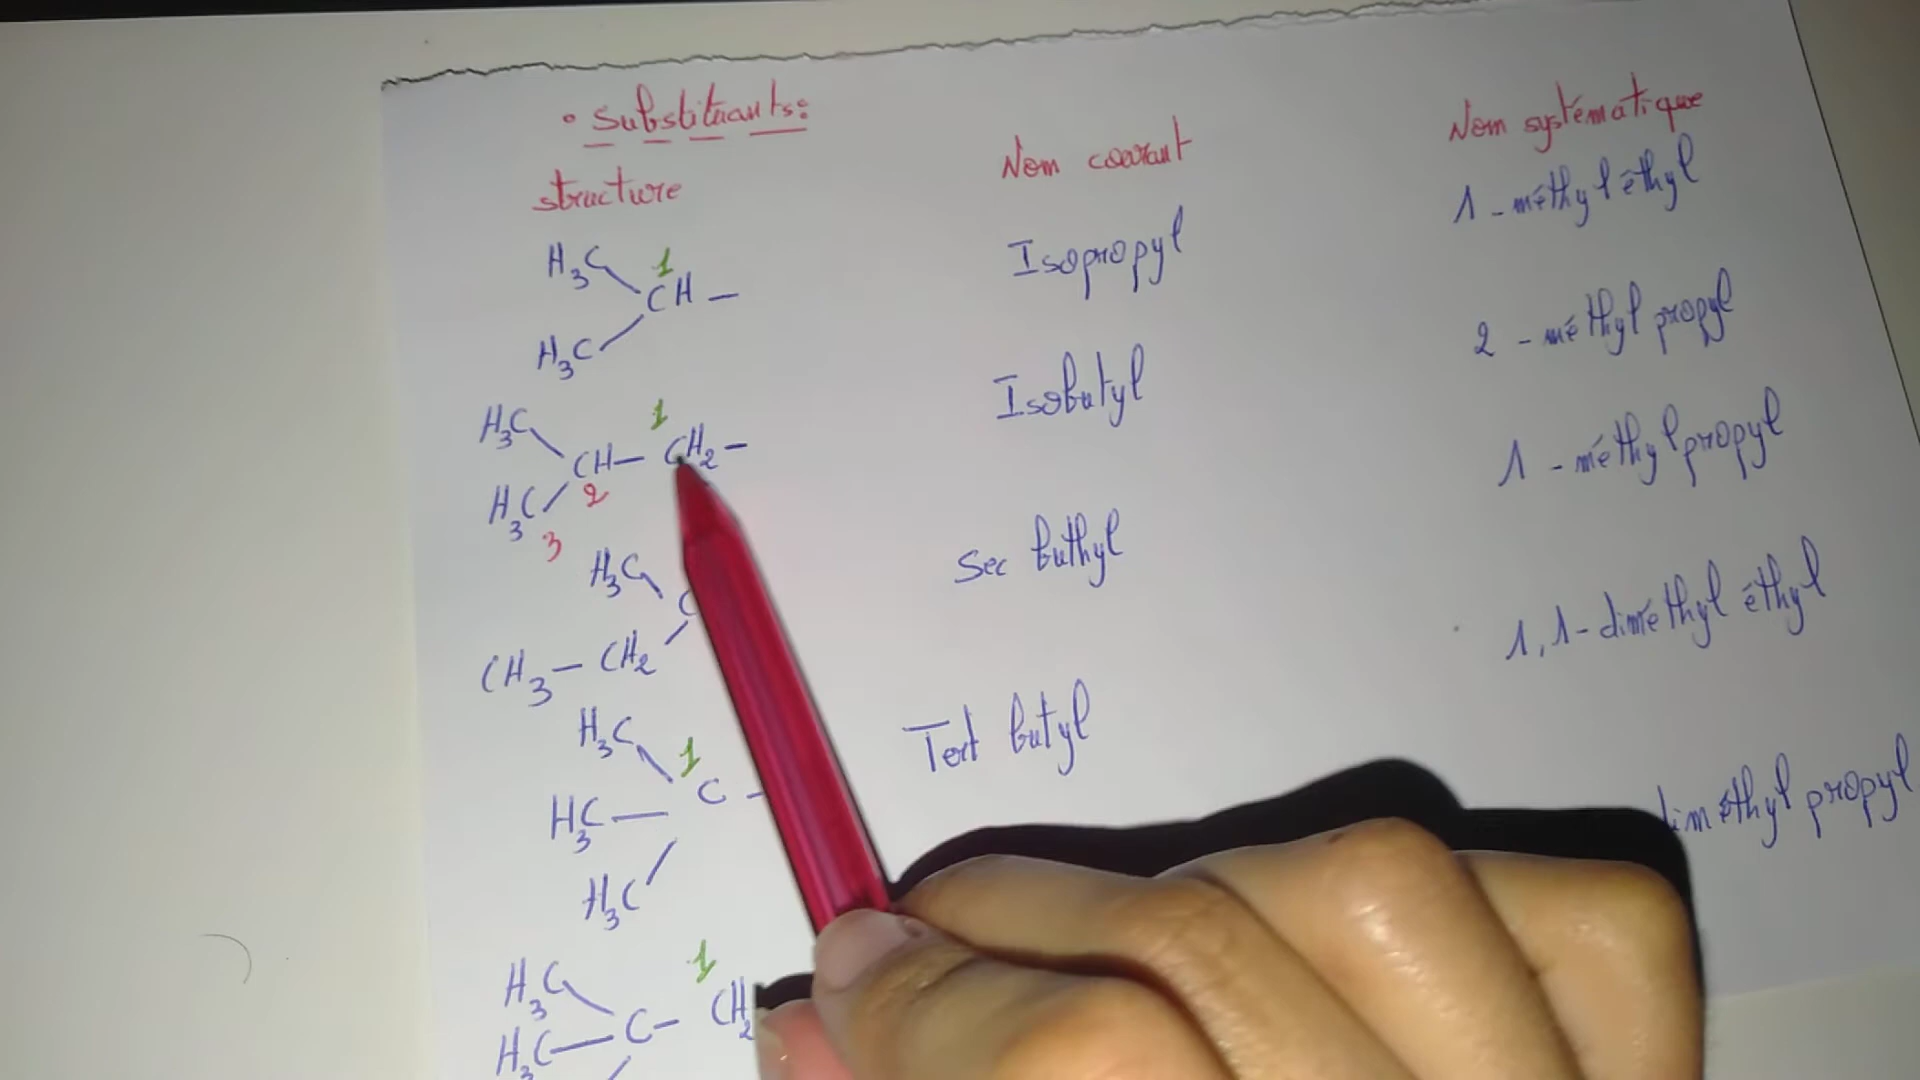 • Substituants:
structure
Nom courant
Nom systématique
H3C
1
CH –
H3C
Isopropyl
1 - méthyl éthyl
H3C
1
CH – CH2 –
H3C
2
3
Isobutyl
2 - méthyl propyl
H3C
C
CH3 – CH2
Sec buthyl
1 - méthyl propyl
H3C
1
H3C – C –
H3C
Tert butyl
1,1 - diméthyl éthyl
H3C
1
C – CH2
H3C
diméthyl propyl